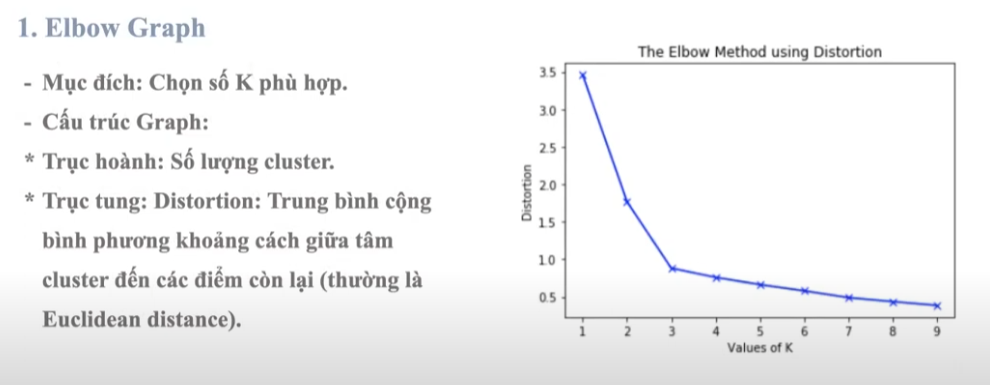 1. Elbow Graph
- Mục đích: Chọn số K phù hợp.
- Cấu trúc Graph:
* Trục hoành: Số lượng cluster.
* Trục tung: Distortion: Trung bình cộng
bình phương khoảng cách giữa tâm
cluster đến các điểm còn lại (thường là
Euclidean distance).
The Elbow Method using Distortion
Distortion
3.5
3.0
2.5
2.0
1.5
1.0
0.5
1 2 3 4 5 6 7 8 9
Values of K